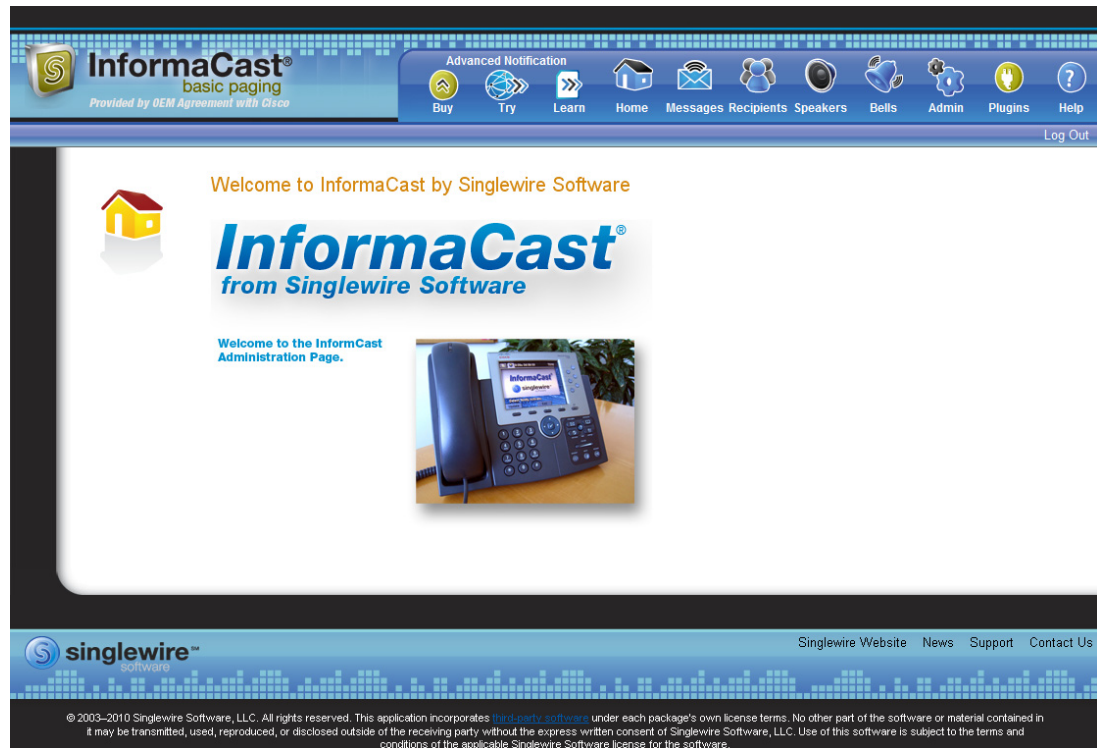 InformaCast®
basic paging
Provided by OEM Agreement with Cisco
Advanced Notification
Buy Try Learn Home Messages Recipients Speakers Bells Admin Plugins Help
Log Out
Welcome to InformaCast by Singlewire Software
InformaCast®
from Singlewire Software
Welcome to the InformCast
Administration Page.
InformaCast
singlewire
singlewire℠
software
Singlewire Website News Support Contact Us
© 2003–2010 Singlewire Software, LLC. All rights reserved. This application incorporates third-party software under each package's own license terms. No other part of the software or material contained in
it may be transmitted, used, reproduced, or disclosed outside of the receiving party without the express written consent of Singlewire Software, LLC. Use of this software is subject to the terms and
conditions of the applicable Singlewire Software license for the software.